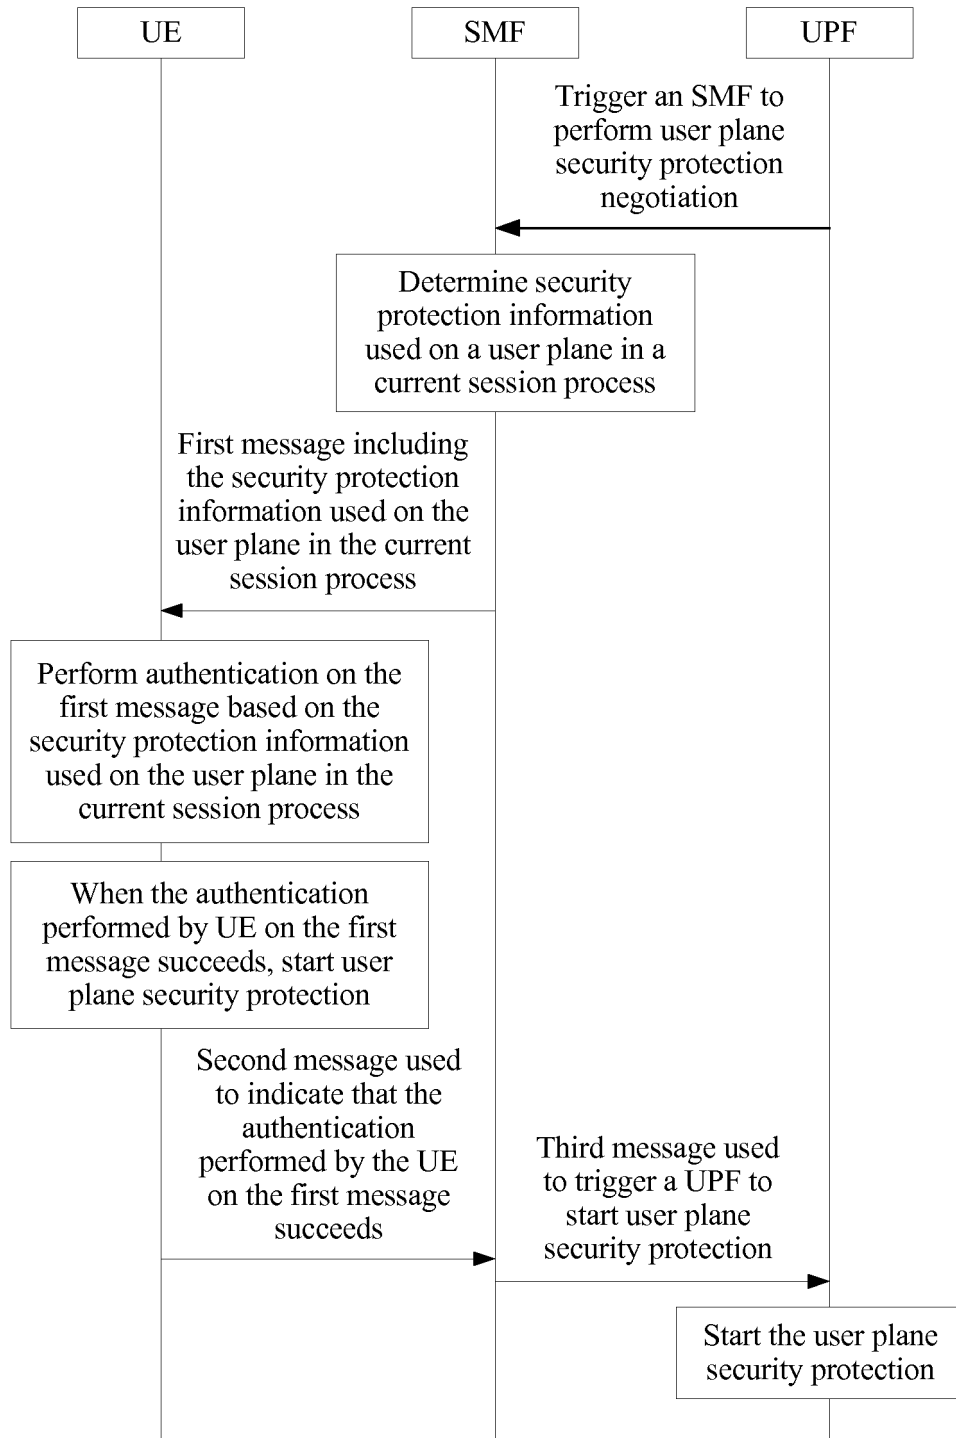 UE
SMF
UPF
Trigger an SMF to
perform user plane
security protection
negotiation
Determine security
protection information
used on a user plane in a
current session process
First message including
the security protection
information used on the
user plane in the current
session process
Perform authentication on the
first message based on the
security protection information
used on the user plane in the
current session process
When the authentication
performed by UE on the first
message succeeds, start user
plane security protection
Second message used
to indicate that the
authentication
performed by the UE
on the first message
succeeds
Third message used
to trigger a UPF to
start user plane
security protection
Start the user plane
security protection